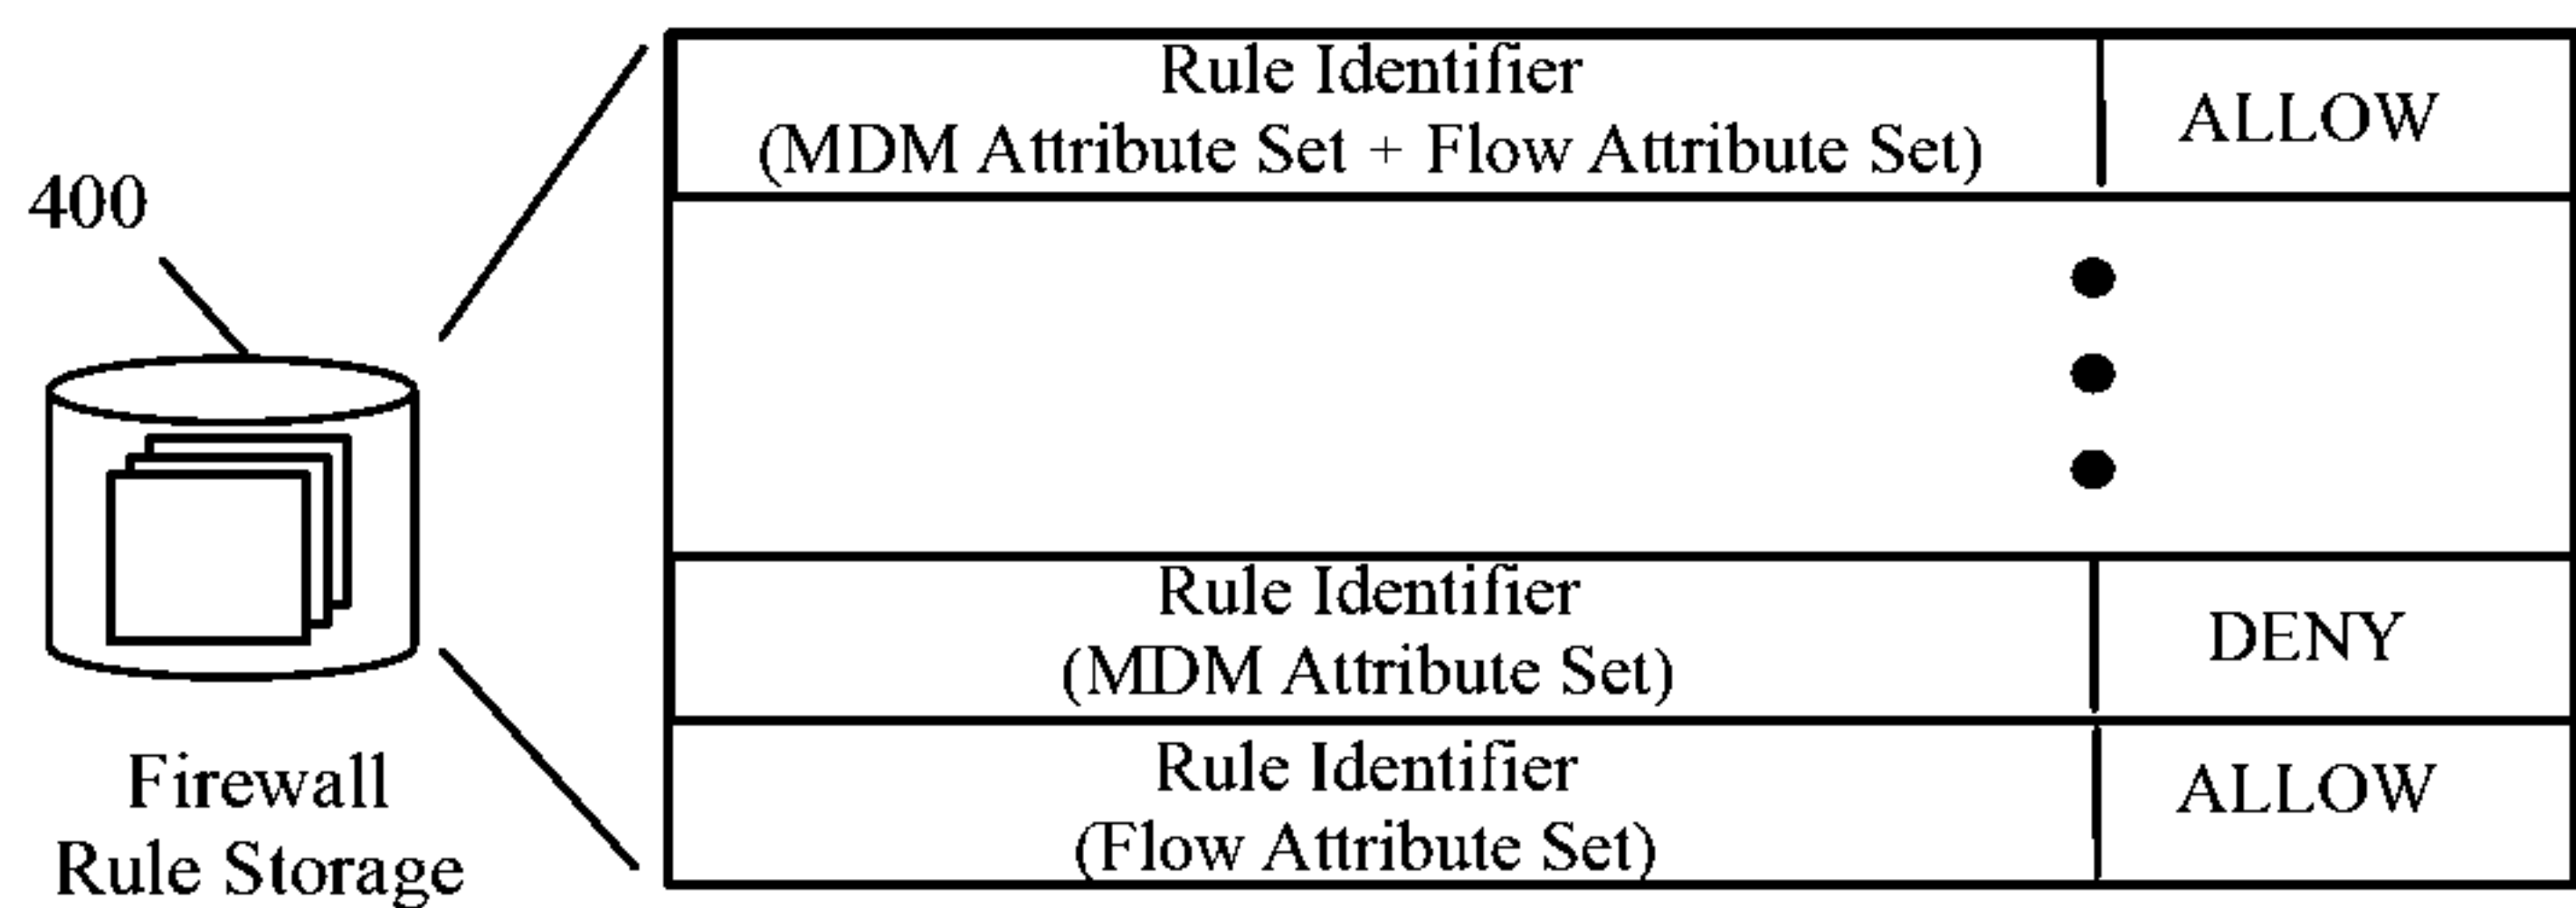 400
Firewall
Rule Storage
Rule Identifier
(MDM Attribute Set + Flow Attribute Set)
ALLOW
Rule Identifier
(MDM Attribute Set)
DENY
Rule Identifier
(Flow Attribute Set)
ALLOW